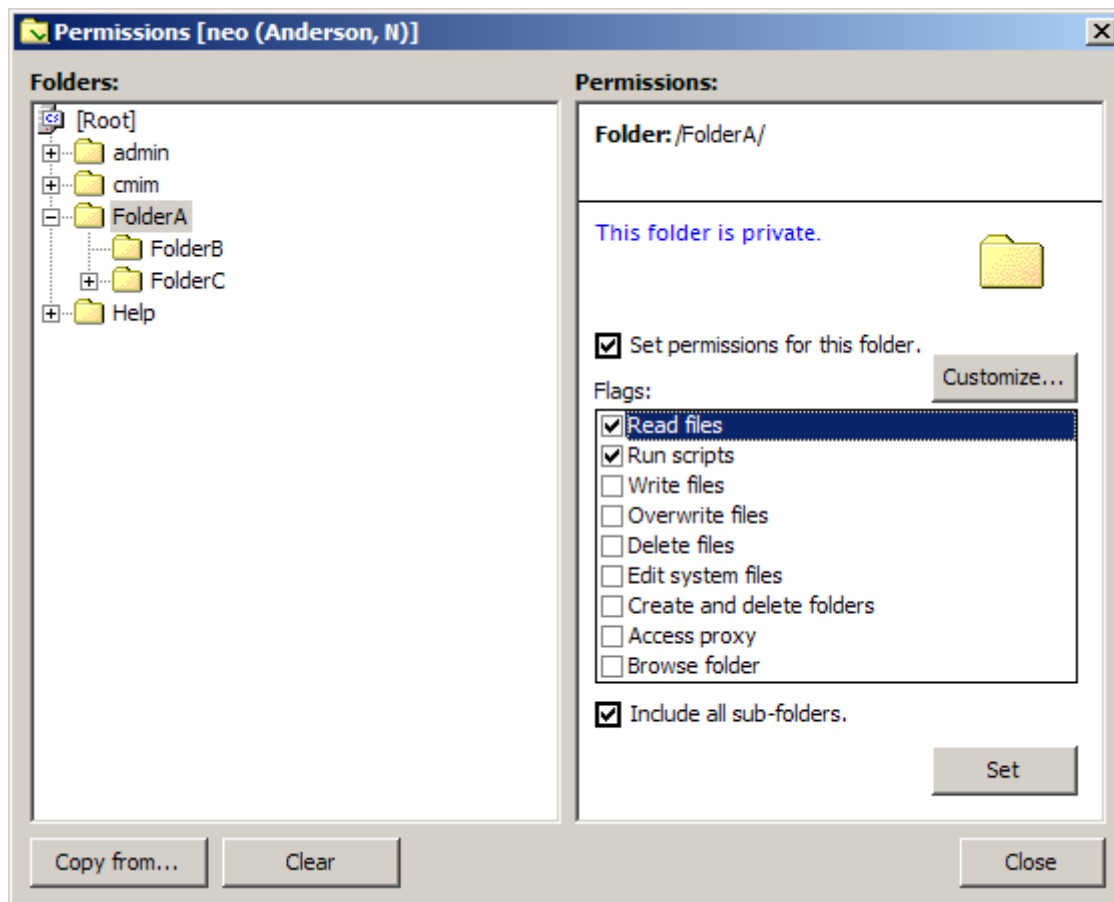 Permissions [neo (Anderson, N)]
Folders:
[Root]
admin
cmim
FolderA
FolderB
FolderC
Help
Permissions:
Folder: /FolderA/
This folder is private.
Set permissions for this folder.
Customize...
Flags:
Read files
Run scripts
Write files
Overwrite files
Delete files
Edit system files
Create and delete folders
Access proxy
Browse folder
Include all sub-folders.
Set
Copy from...
Clear
Close